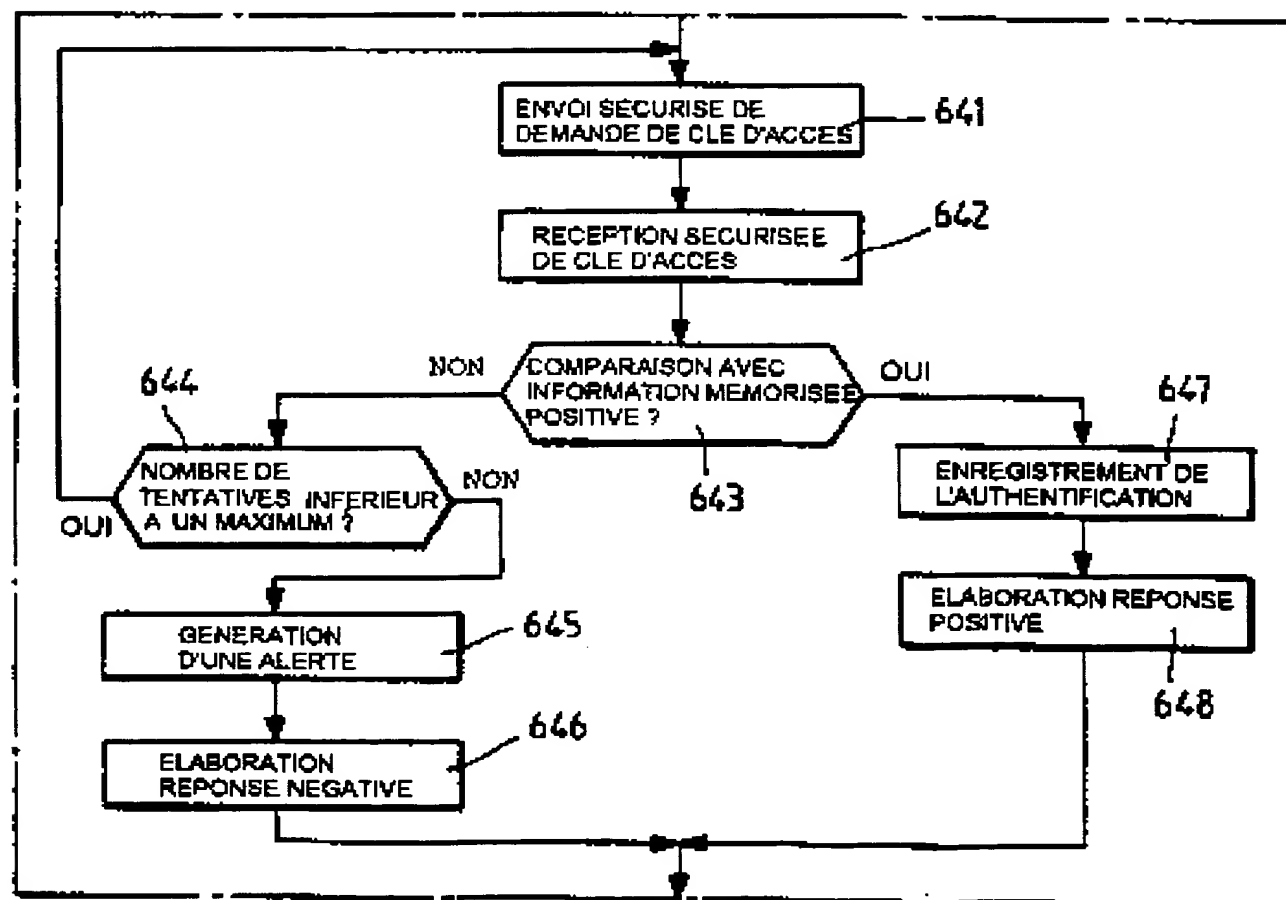 ENVOI SECURISE DE
DEMANDE DE CLE D'ACCES
641
RECEPTION SECURISEE
DE CLE D'ACCES
642
COMPARAISON AVEC
INFORMATION MEMORISEE
POSITIVE ?
643
NON
OUI
644
NOMBRE DE
TENTATIVES INFERIEUR
A UN MAXIMUM ?
OUI
NON
647
ENREGISTREMENT DE
L'AUTHENTIFICATION
GENERATION
D'UNE ALERTE
645
ELABORATION REPONSE
POSITIVE
648
ELABORATION
REPONSE NEGATIVE
646